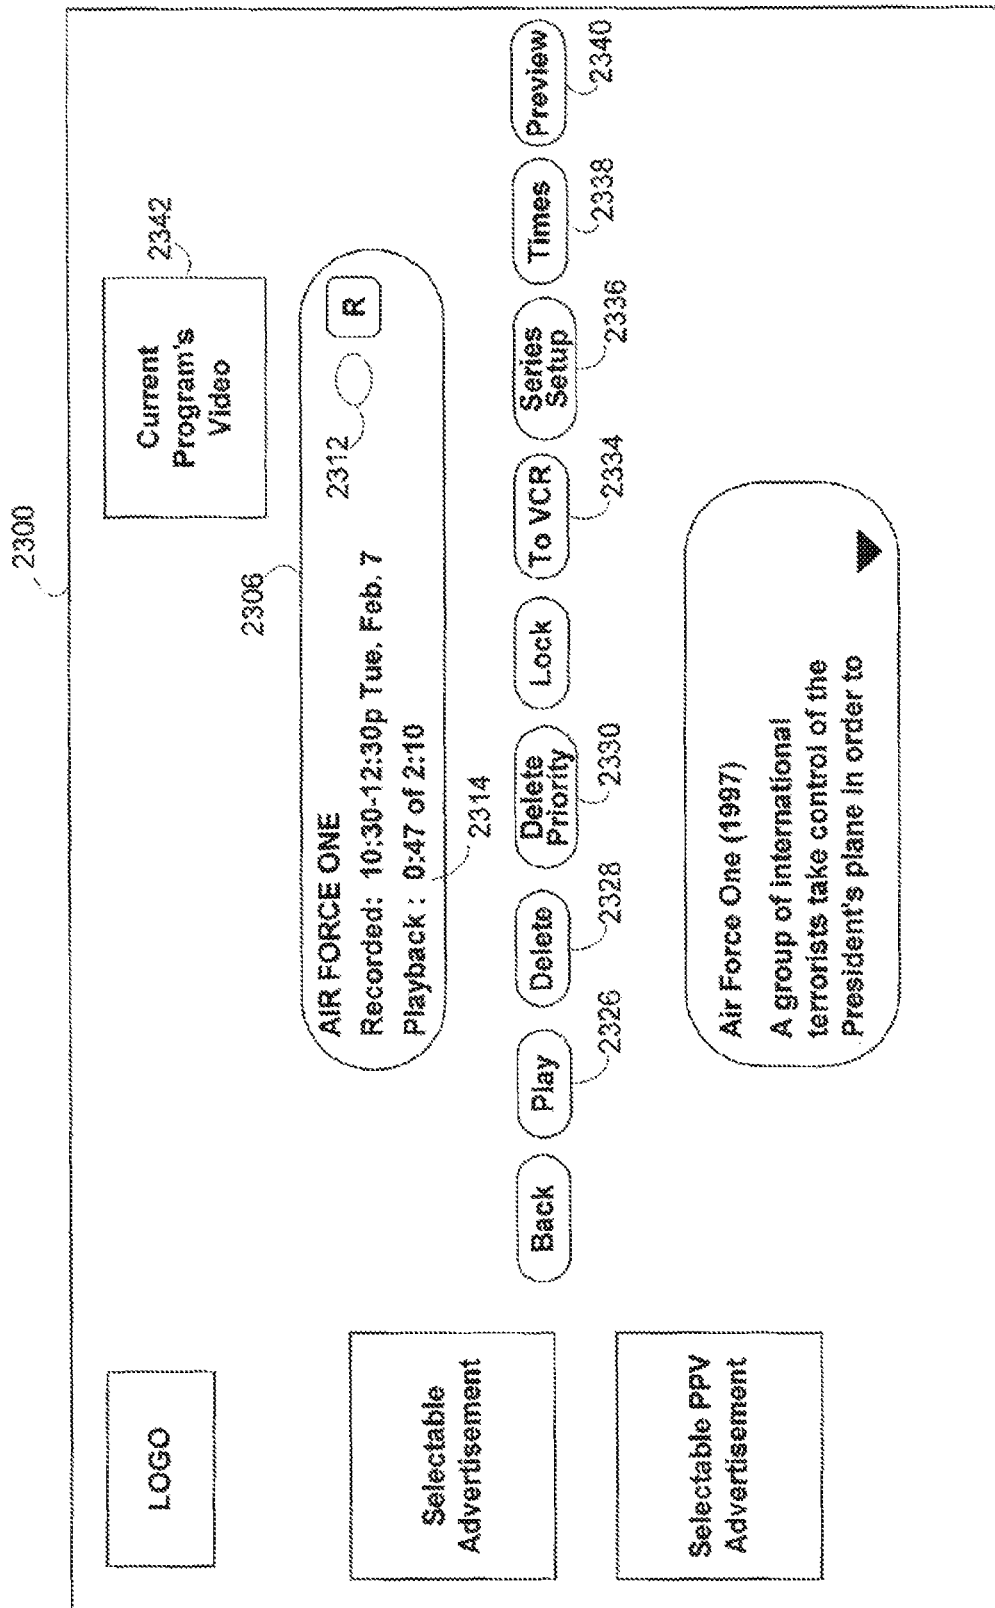 2300
LOGO
Current
Program's
Video
2342
2306
AIR FORCE ONE
Recorded: 10:30-12:30p Tue. Feb. 7
Playback : 0:47 of 2:10
2312
R
2314
Selectable
Advertisement
Back
Play
Delete
Delete
Priority
Lock
To VCR
Series
Setup
Times
Preview
2326
2328
2330
2334
2336
2338
2340
Selectable PPV
Advertisement
Air Force One (1997)
A group of international
terrorists take control of the
President's plane in order to